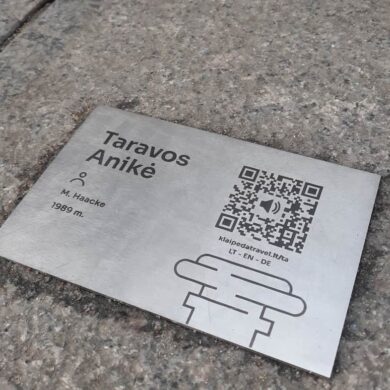 Taravos
Anikė
M. Haacke
1989 m.
klaipedatravel.lt/ta
LT - EN - DE